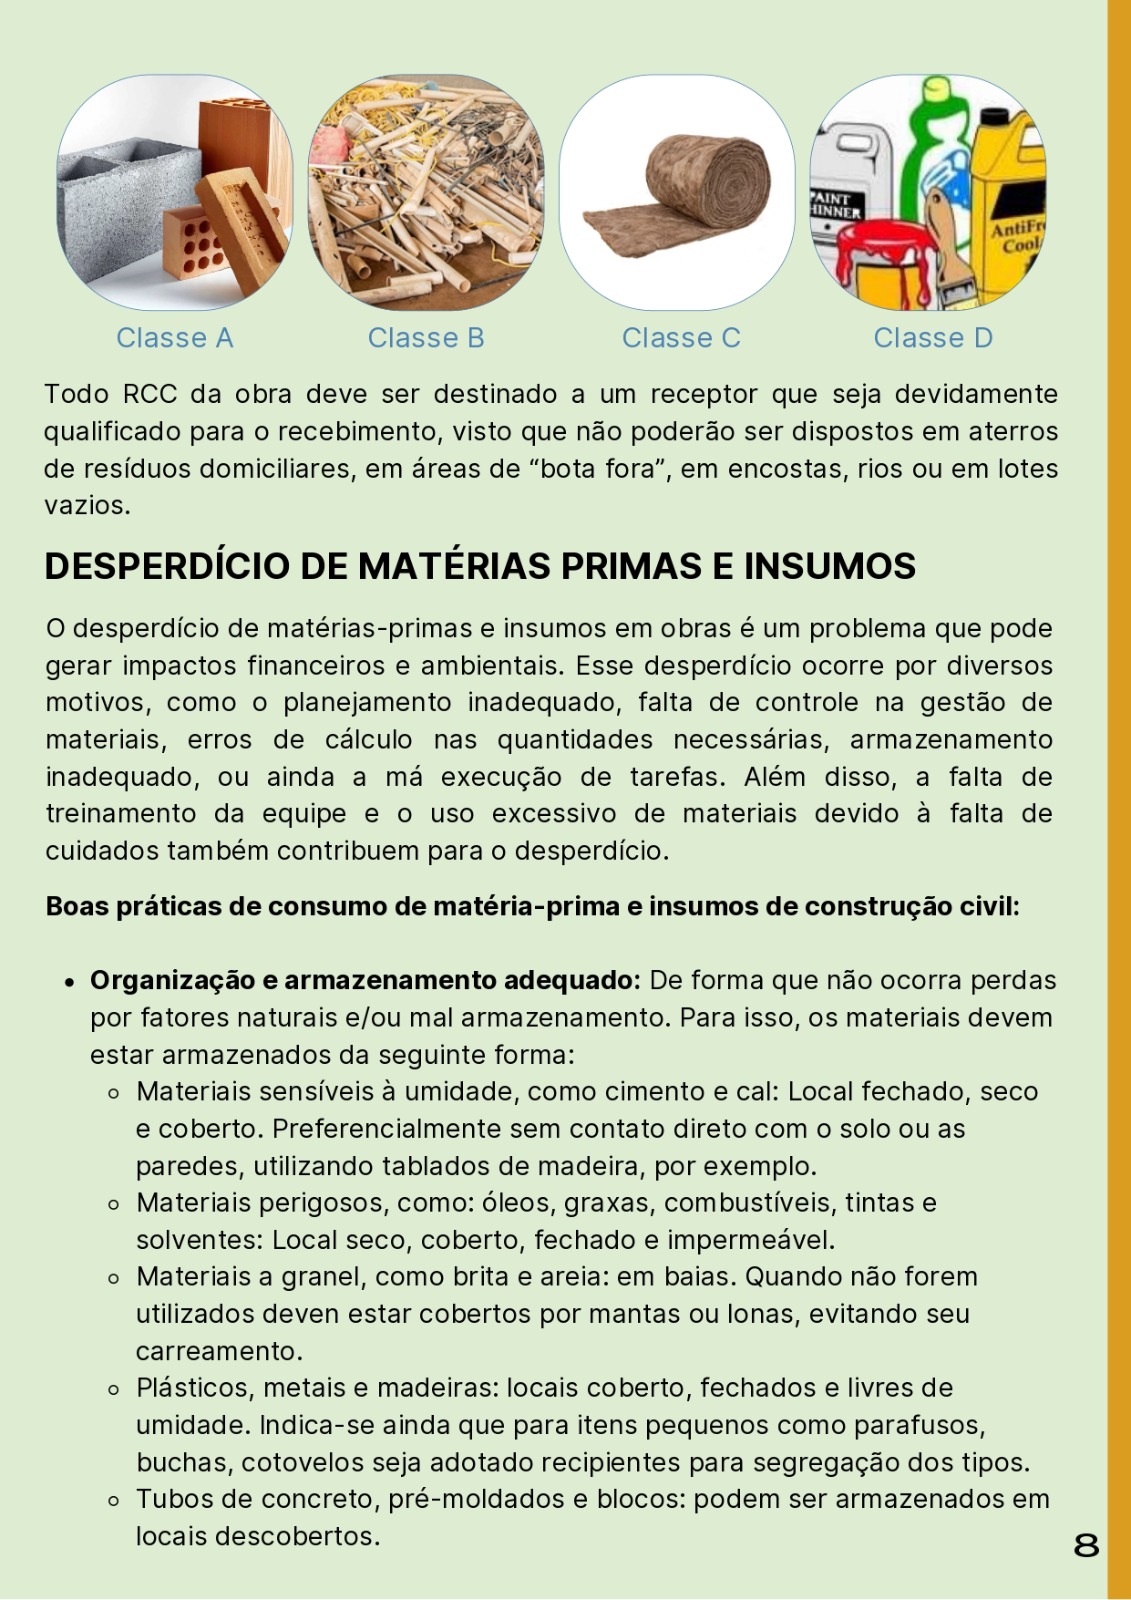 PAINT
THINNER
AntiFr
Cool
Classe A
Classe B
Classe C
Classe D
Todo RCC da obra deve ser destinado a um receptor que seja devidamente
qualificado para o recebimento, visto que não poderão ser dispostos em aterros
de resíduos domiciliares, em áreas de “bota fora”, em encostas, rios ou em lotes
vazios.
DESPERDÍCIO DE MATÉRIAS PRIMAS E INSUMOS
O desperdício de matérias-primas e insumos em obras é um problema que pode
gerar impactos financeiros e ambientais. Esse desperdício ocorre por diversos
motivos, como o planejamento inadequado, falta de controle na gestão de
materiais, erros de cálculo nas quantidades necessárias, armazenamento
inadequado, ou ainda a má execução de tarefas. Além disso, a falta de
treinamento da equipe e o uso excessivo de materiais devido à falta de
cuidados também contribuem para o desperdício.
Boas práticas de consumo de matéria-prima e insumos de construção civil:
• Organização e armazenamento adequado: De forma que não ocorra perdas
por fatores naturais e/ou mal armazenamento. Para isso, os materiais devem
estar armazenados da seguinte forma:
◦ Materiais sensíveis à umidade, como cimento e cal: Local fechado, seco
e coberto. Preferencialmente sem contato direto com o solo ou as
paredes, utilizando tablados de madeira, por exemplo.
◦ Materiais perigosos, como: óleos, graxas, combustíveis, tintas e
solventes: Local seco, coberto, fechado e impermeável.
◦ Materiais a granel, como brita e areia: em baias. Quando não forem
utilizados deven estar cobertos por mantas ou lonas, evitando seu
carreamento.
◦ Plásticos, metais e madeiras: locais coberto, fechados e livres de
umidade. Indica-se ainda que para itens pequenos como parafusos,
buchas, cotovelos seja adotado recipientes para segregação dos tipos.
◦ Tubos de concreto, pré-moldados e blocos: podem ser armazenados em
locais descobertos.
8